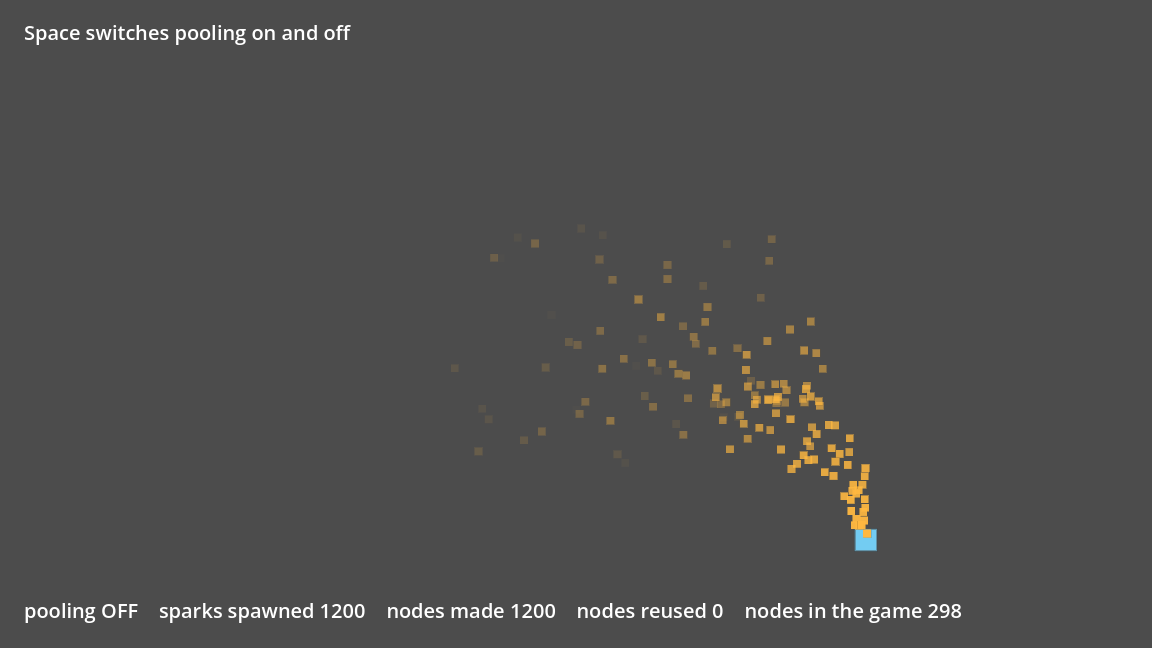 Space switches pooling on and off
pooling OFF sparks spawned 1200 nodes made 1200 nodes reused 0 nodes in the game 298